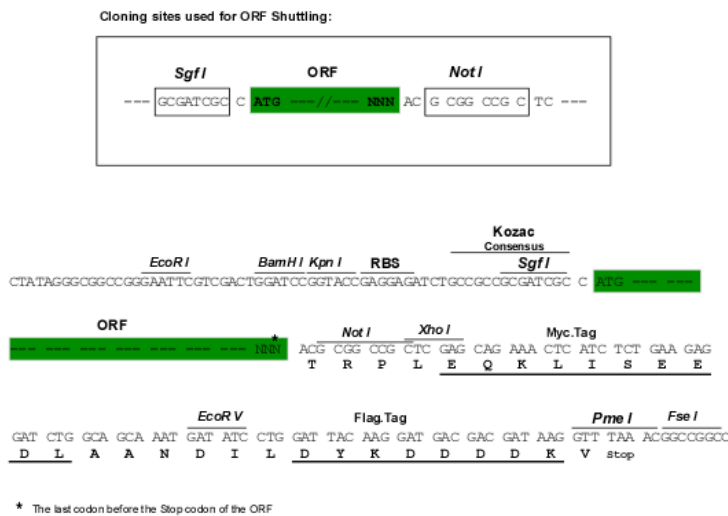 Cloning sites used for ORF Shuttling:
Sgf I ORF Not I
--- GCGATCGC C ATG ---//--- NNN AC G CGG CCG C TC ---
Kozac
Consensus
EcoR I BamH I Kpn I RBS Sgf I
CTATAGGGCGGCCGGGAATTCGTCGACTGGATCCGGTACCGAGGAGATCTGCCGCCGCGATCGC C ATG --- ---
ORF
*
Not I Xho I Myc.Tag
--- --- --- --- --- --- --- --- --- NNN ACG CGG CCG CTC GAG CAG AAA CTC ATC TCT GAA GAG
T R P L E Q K L I S E E
EcoR V Flag.Tag Pme I Fse I
GAT CTG GCA GCA AAT GAT ATC CTG GAT TAC AAG GAT GAC GAC GAT AAG GTT TAA ACGGCCGGCC
D L A A N D I L D Y K D D D D K V Stop
* The last codon before the Stop codon of the ORF